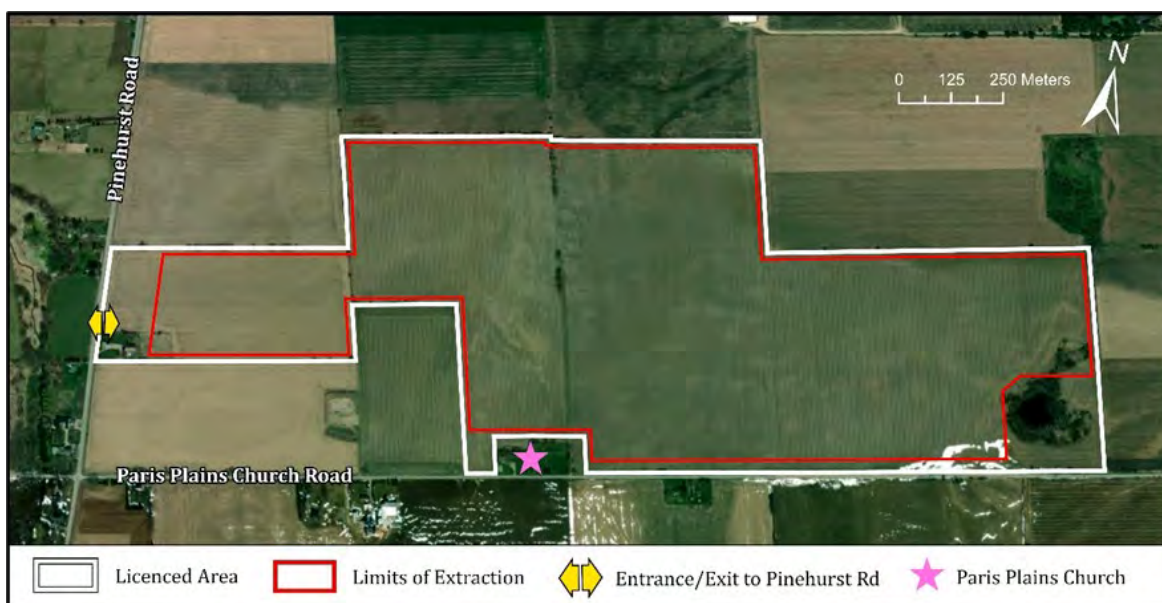 0 125 250 Meters
N
Pinehurst Road
Paris Plains Church Road
Licenced Area
Limits of Extraction
Entrance/Exit to Pinehurst Rd
Paris Plains Church